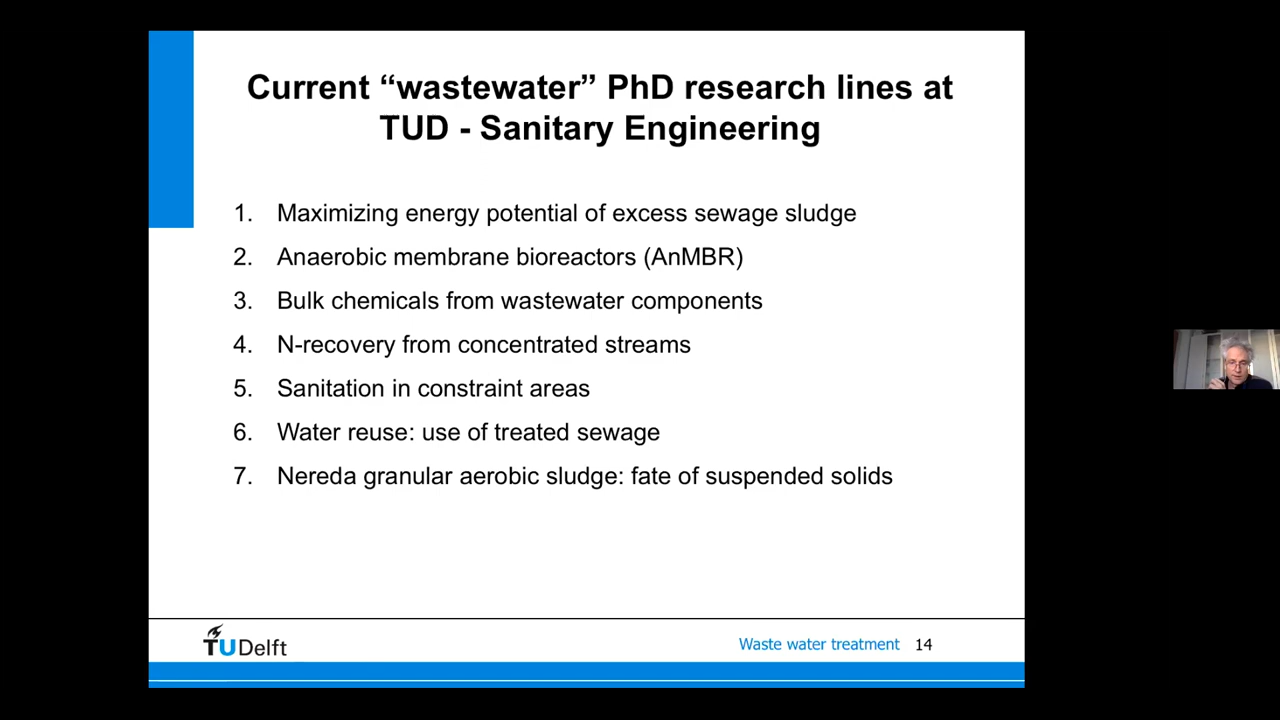 Current “wastewater” PhD research lines at
TUD - Sanitary Engineering
1. Maximizing energy potential of excess sewage sludge
2. Anaerobic membrane bioreactors (AnMBR)
3. Bulk chemicals from wastewater components
4. N-recovery from concentrated streams
5. Sanitation in constraint areas
6. Water reuse: use of treated sewage
7. Nereda granular aerobic sludge: fate of suspended solids
TUDelft
Waste water treatment 14